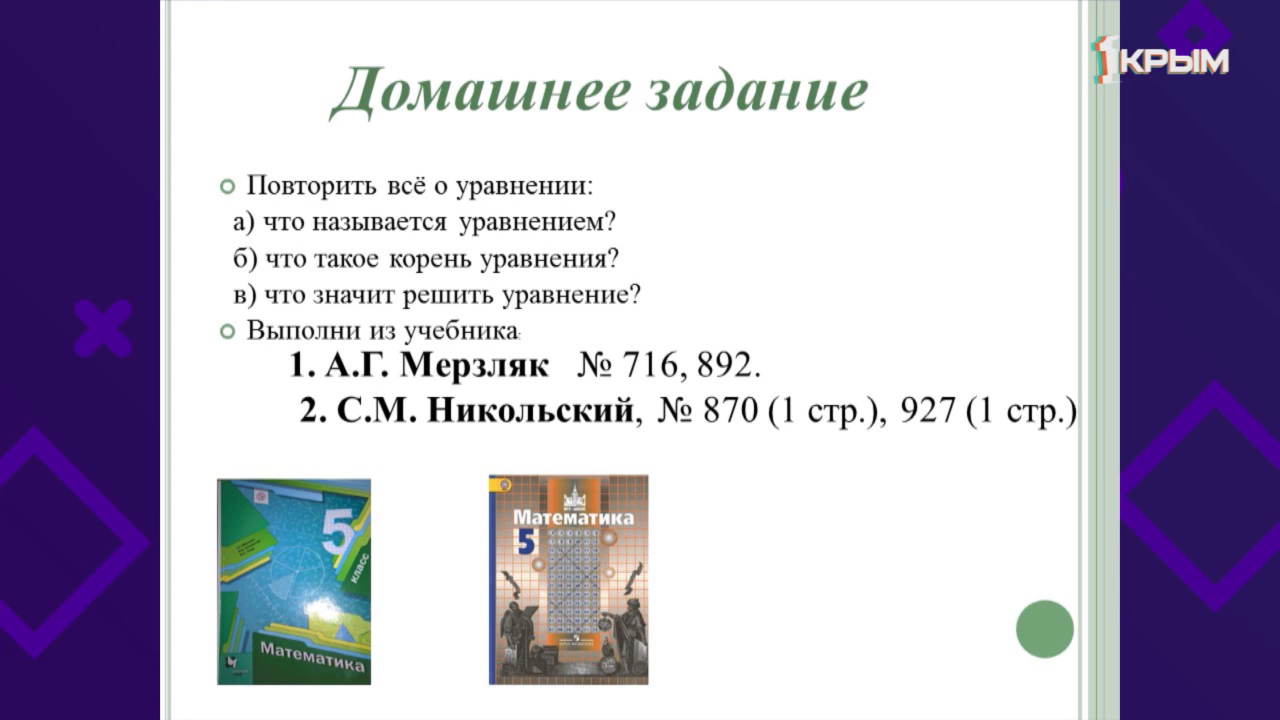 1КРЫМ
Домашнее задание
Повторить всё о уравнении:
а) что называется уравнением?
б) что такое корень уравнения?
в) что значит решить уравнение?
Выполни из учебника:
1. А.Г. Мерзляк № 716, 892.
2. С.М. Никольский, № 870 (1 стр.), 927 (1 стр.)
5
класс
Математика
Математика
5